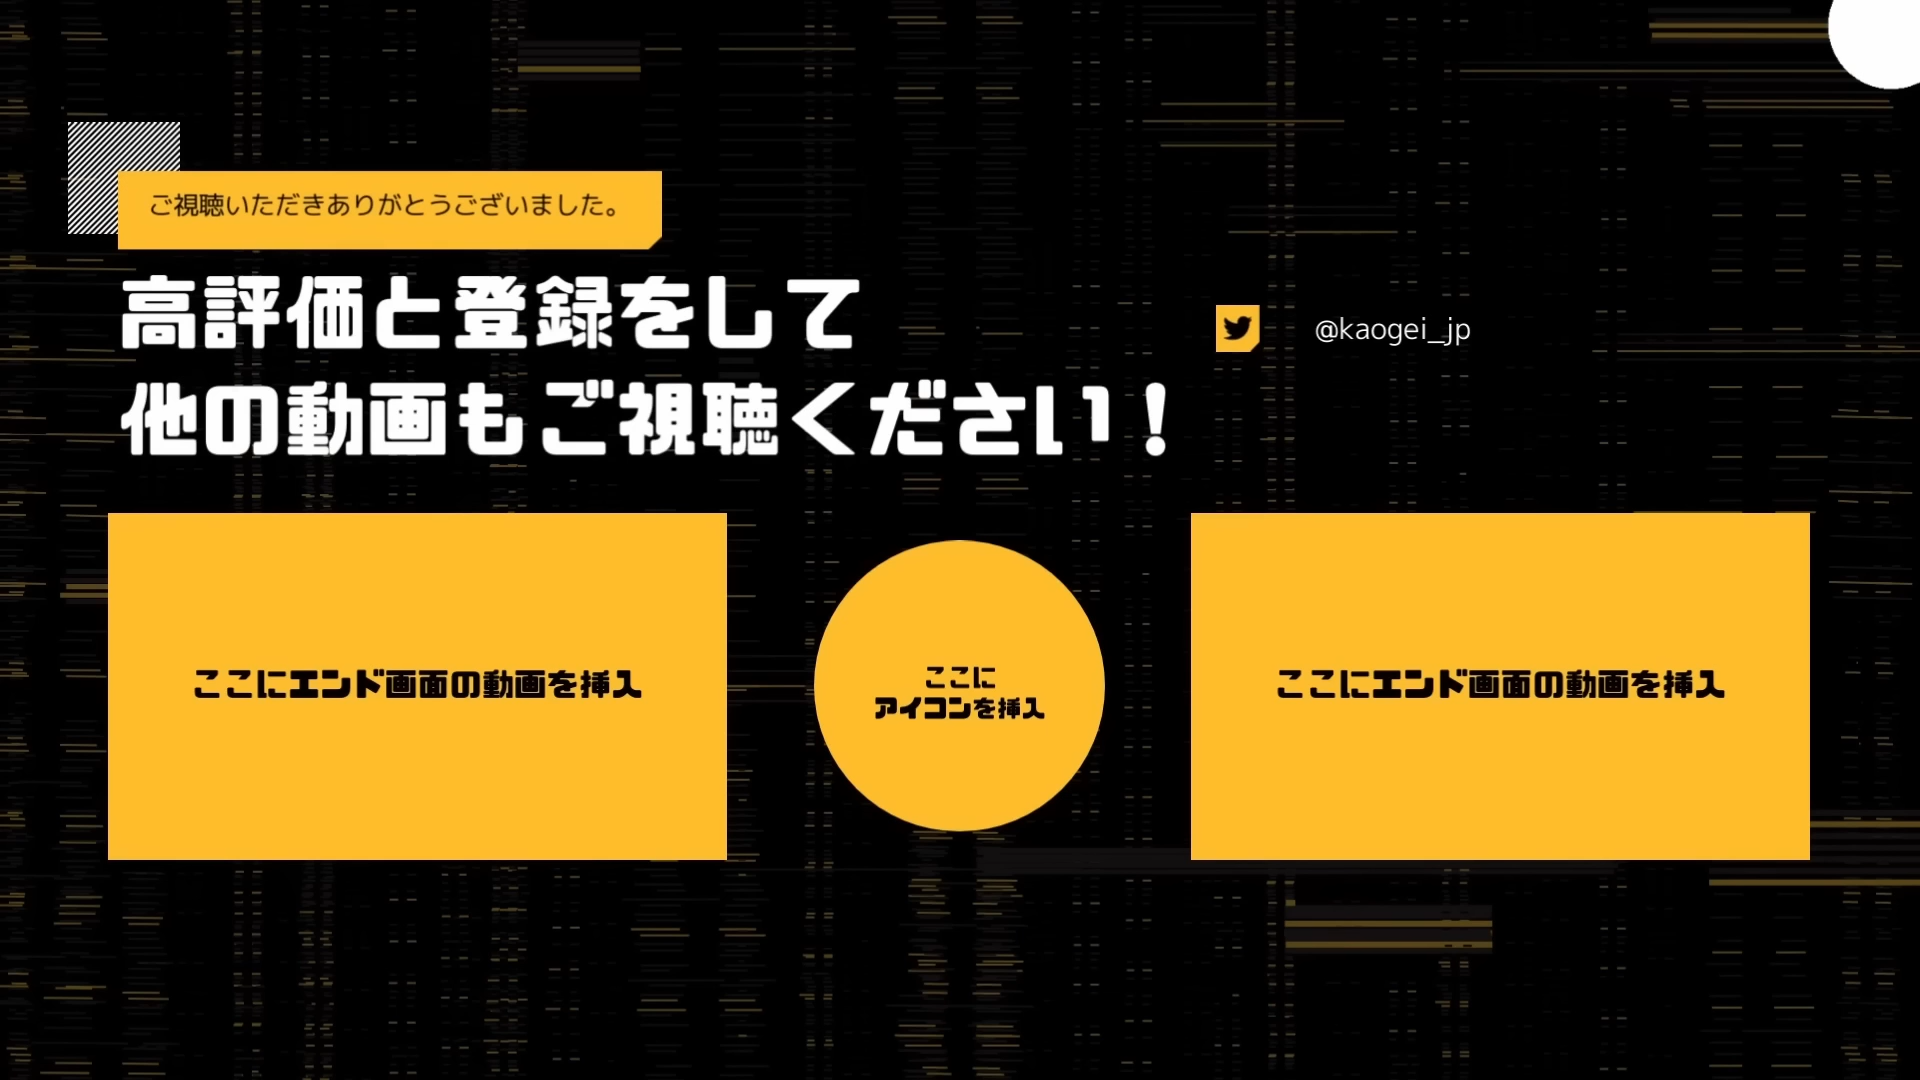 ご視聴いただきありがとうございました。
高評価と登録をして
他の動画もご視聴ください！
@kaogei_jp
ここにエンド画面の動画を挿入
ここに
アイコンを挿入
ここにエンド画面の動画を挿入